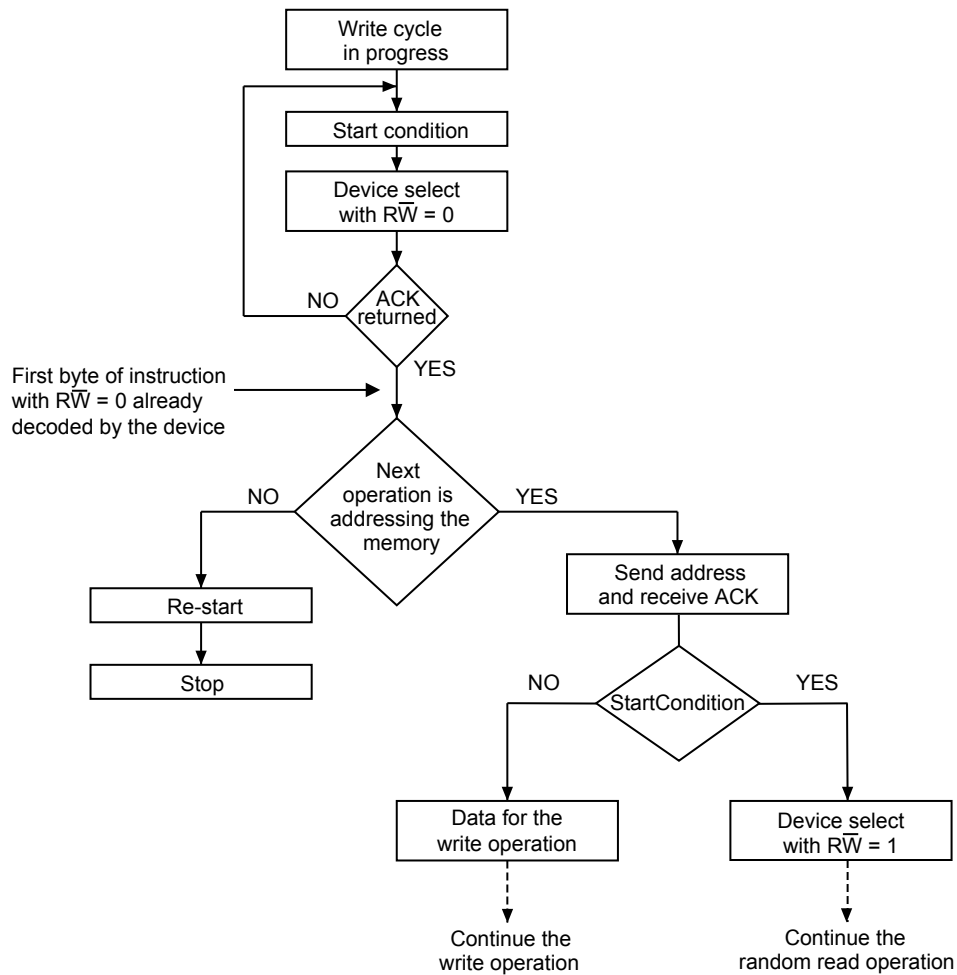 Write cycle
in progress
Start condition
Device select
with RW̅ = 0
NO
ACK
returned
YES
First byte of instruction
with RW̅ = 0 already
decoded by the device
Next
operation is
addressing the
memory
NO
YES
Send address
and receive ACK
Re-start
Stop
NO
StartCondition
YES
Data for the
write operation
Device select
with RW̅ = 1
Continue the
write operation
Continue the
random read operation